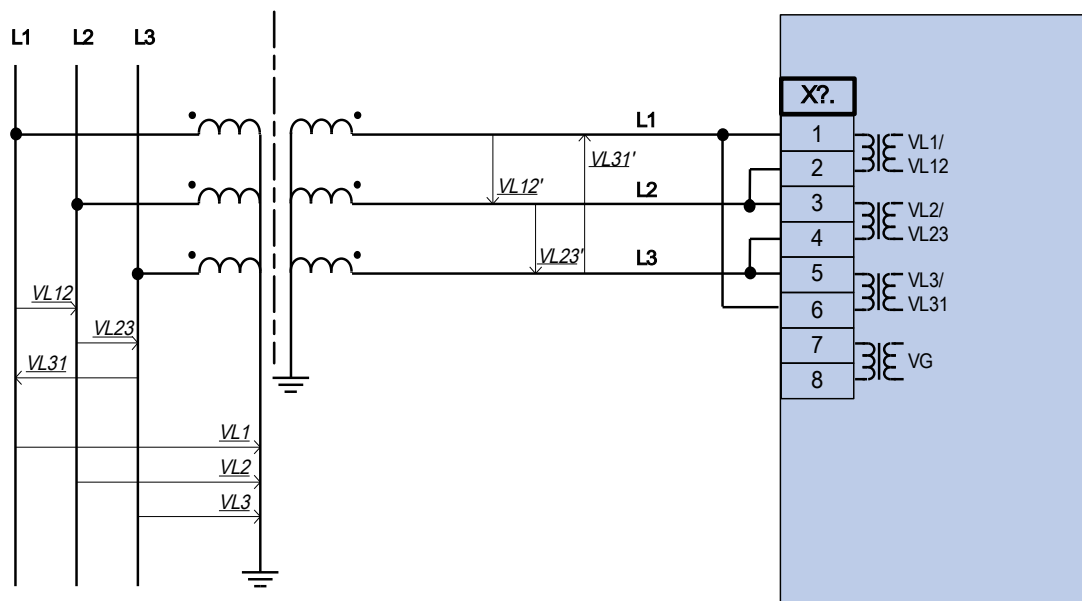 L1 L2 L3
X?.
L1
1
VL1/
VL12
VL31'
2
VL12'
L2
3
VL2/
VL23
4
VL23'
L3
5
VL3/
VL31
6
VL12
VL23
7
VL31
VG
8
VL1
VL2
VL3